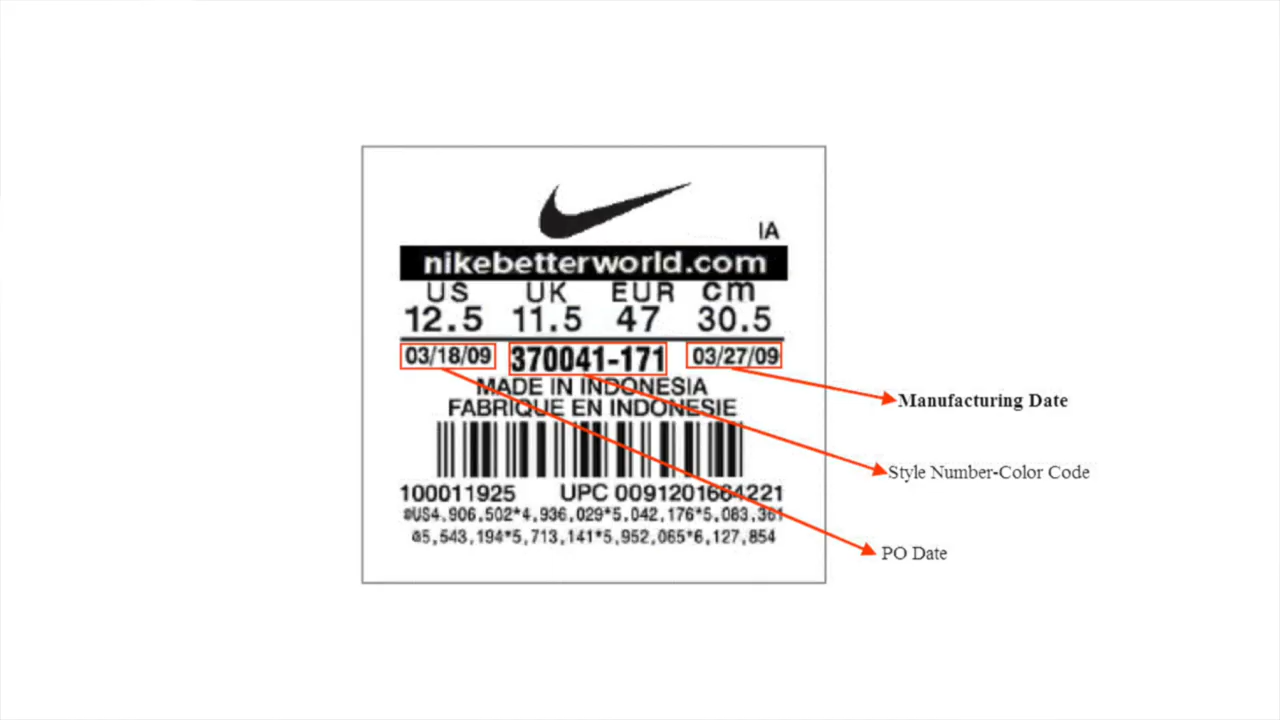 IA
nikebetterworld.com
US UK EUR cm
12.5 11.5 47 30.5
03/18/09 370041-171 03/27/09
MADE IN INDONESIA
FABRIQUE EN INDONESIE
Manufacturing Date
Style Number-Color Code
100011925 UPC 0091201664221
@US4,906,502*4,936,029*5,042,176*5,083,361
@5,543,194*5,713,141*5,952,065*6,127,854
PO Date